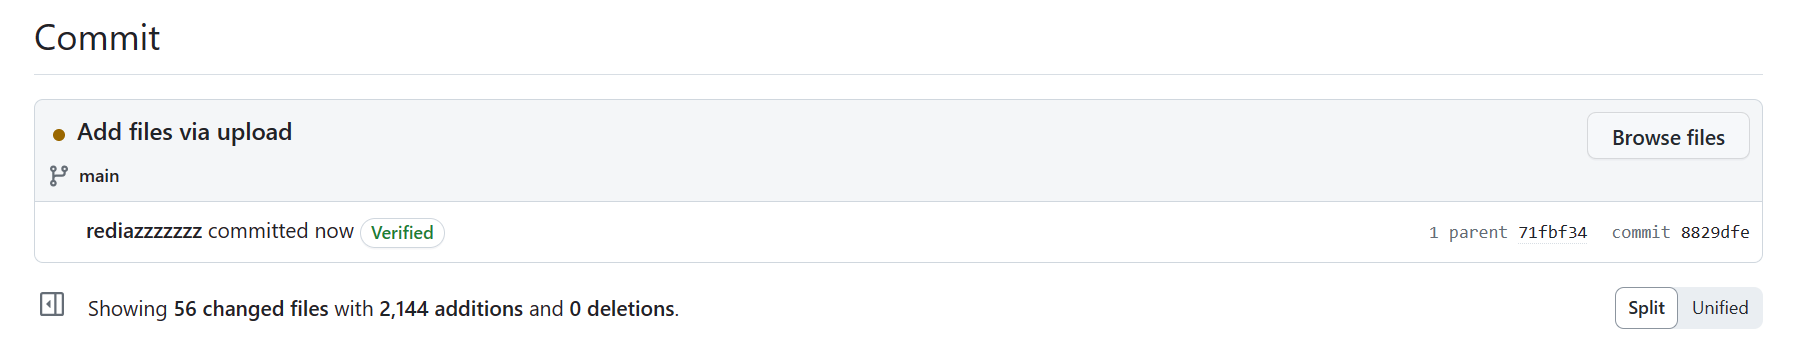 Commit
Add files via upload
Browse files
main
rediazzzzzzz committed now Verified
1 parent 71fbf34 commit 8829dfe
Showing 56 changed files with 2,144 additions and 0 deletions.
Split Unified